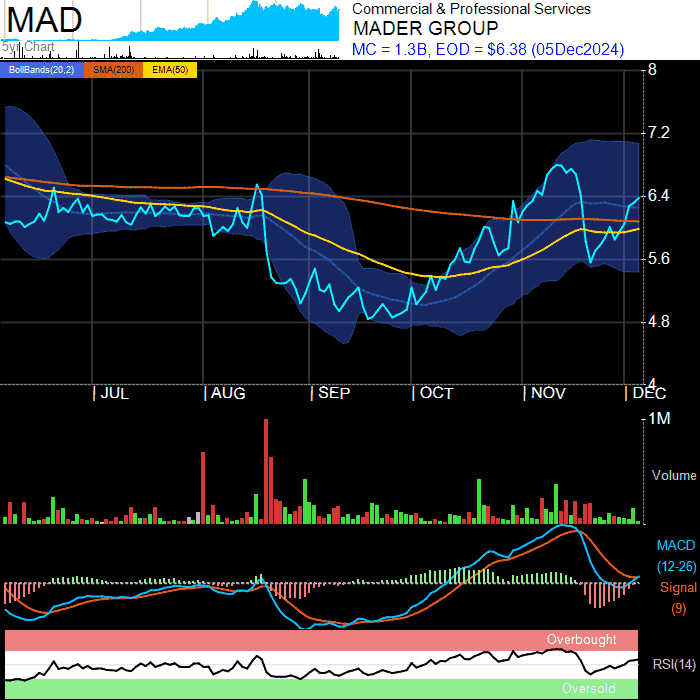 MAD
5yr Chart
Commercial & Professional Services
MADER GROUP
MC = 1.3B, EOD = $6.38 (05Dec2024)
BollBands(20,2) SMA(200) EMA(50)
8
7.2
6.4
5.6
4.8
4
| JUL | AUG | SEP | OCT | NOV | DEC
1M
Volume
MACD
(12-26)
Signal
(9)
Overbought
RSI(14)
Oversold